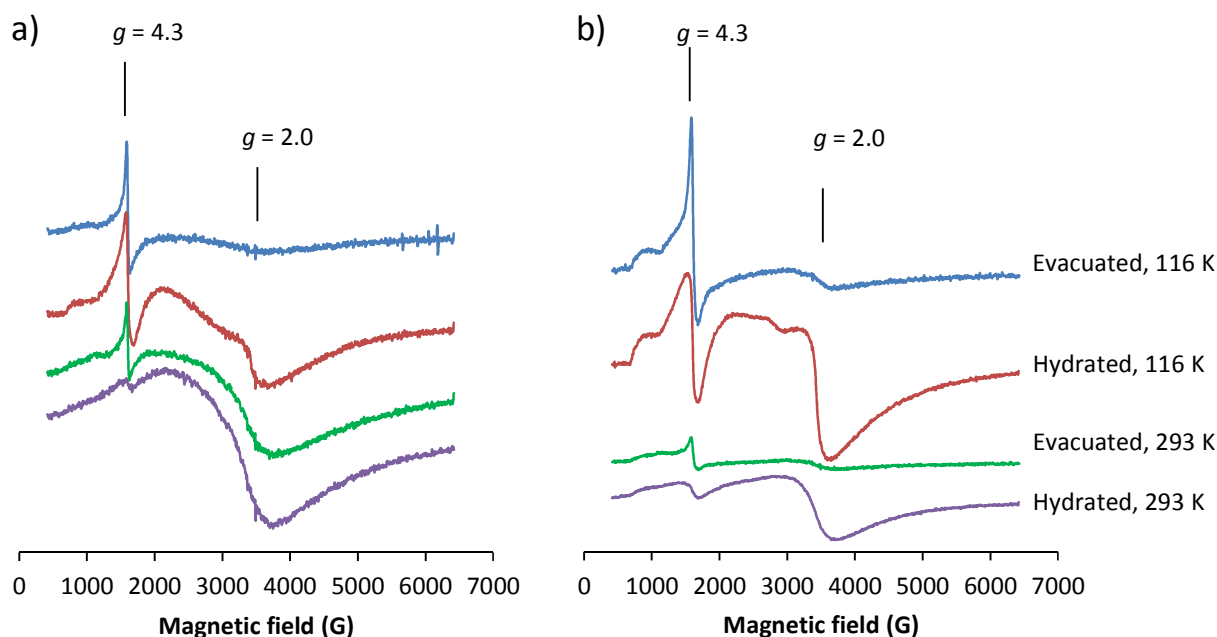 a)
g = 4.3
g = 2.0
0 1000 2000 3000 4000 5000 6000 7000
Magnetic field (G)
b)
g = 4.3
g = 2.0
Evacuated, 116 K
Hydrated, 116 K
Evacuated, 293 K
Hydrated, 293 K
0 1000 2000 3000 4000 5000 6000 7000
Magnetic field (G)